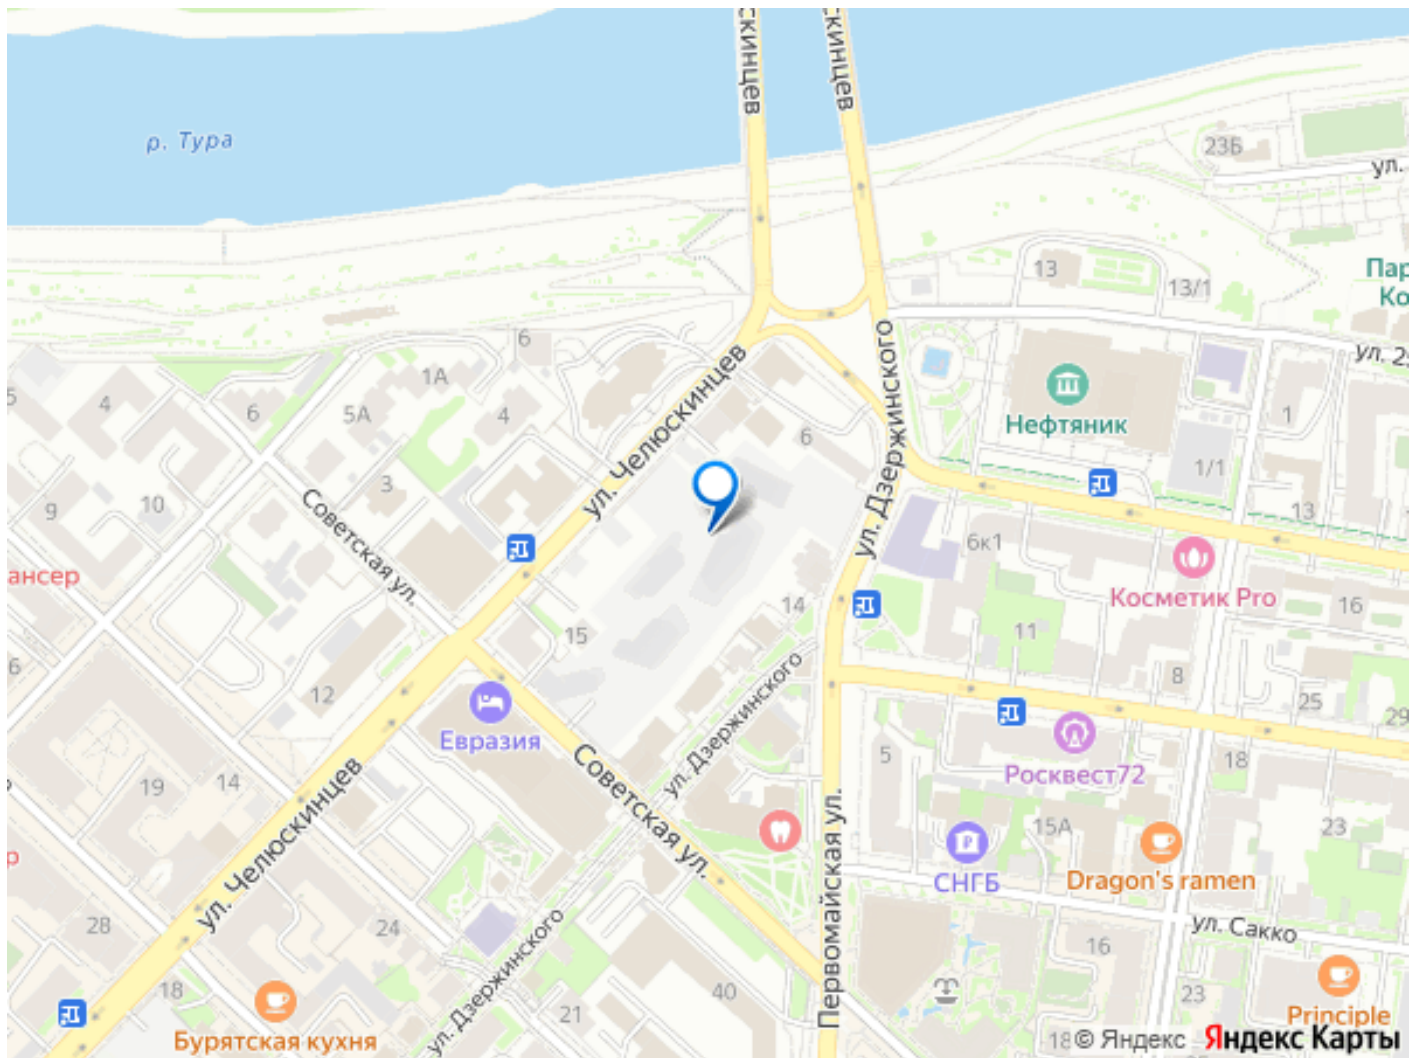 скинцев
скинцев
р. Тура
23Б
ул.
Пар
Ко
13
13/1
ул. 2
6
1А
5А
6
4
4
5
ул. Челюскинцев
ул. Дзержинского
Нефтяник
1
1/1
6
3
10
9
Советская ул.
13
6к1
ансер
Косметик Pro
16
14
11
15
8
6
12
25
29
Евразия
ул. Дзержинского
Росквест72
5
18
19
14
Советская ул.
ул. Челюскинцев
Первомайская ул.
15А
23
р
СНГБ
Dragon's ramen
28
24
ул. Дзержинского
ул. Сакко
16
18
40
21
23
Principle
Бурятская кухня
18
© Яндекс Яндекс Карты